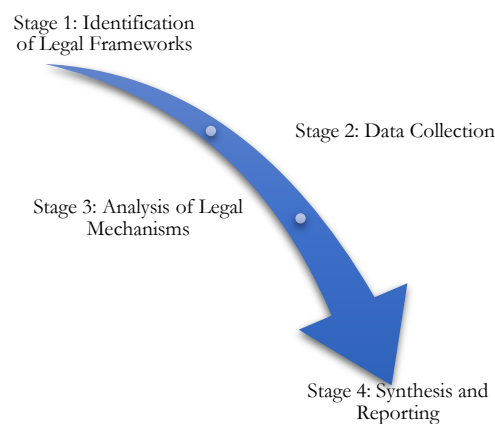 Stage 1: Identification
of Legal Frameworks
Stage 2: Data Collection
Stage 3: Analysis of Legal
Mechanisms
Stage 4: Synthesis and
Reporting